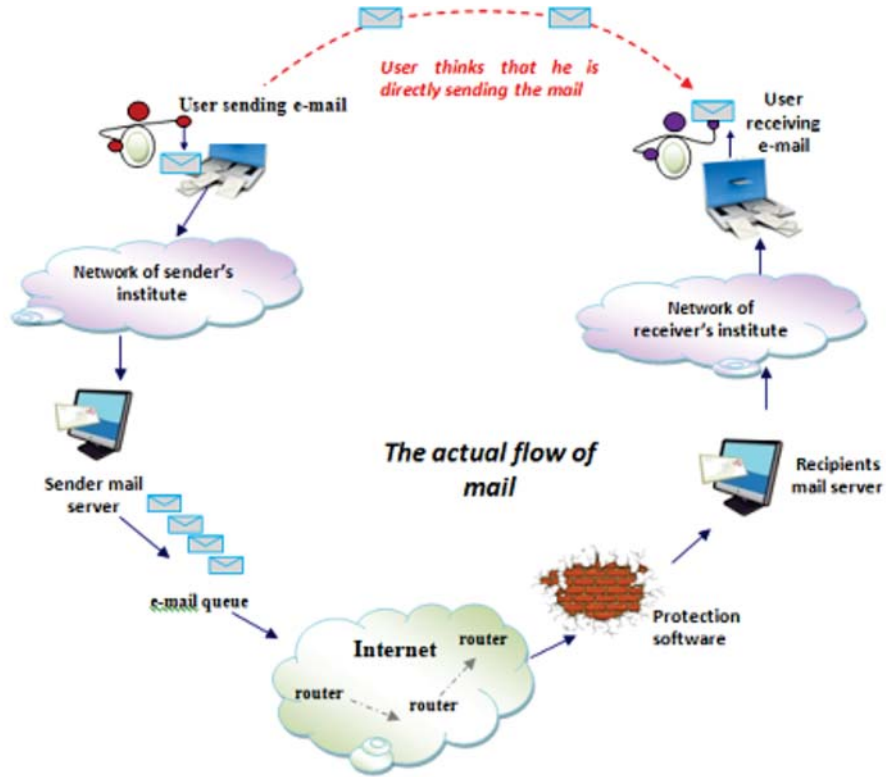 User thinks that he is
directly sending the mail
User sending e-mail
User
receiving
e-mail
Network of sender's
institute
Network of
receiver's institute
The actual flow of
mail
Sender mail
server
Recipients
mail server
e-mail queue
Internet
router
router
router
Protection
software